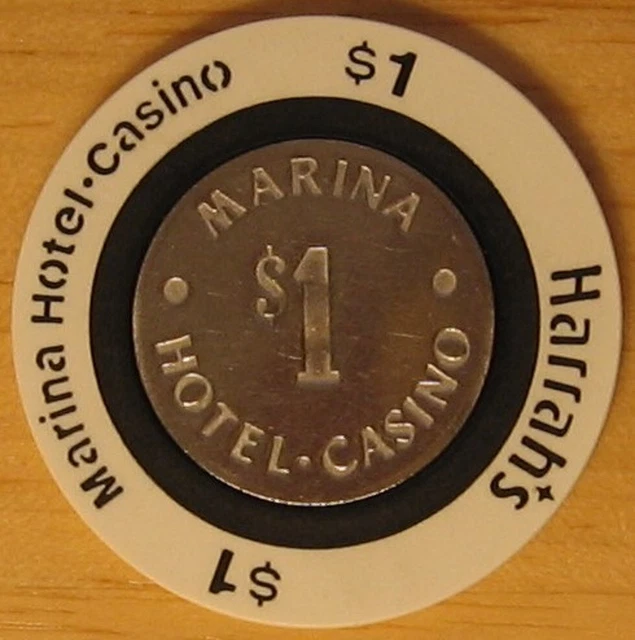 Marina Hotel·Casino
$1
Harrah's
$1
MARINA
$1
HOTEL·CASINO